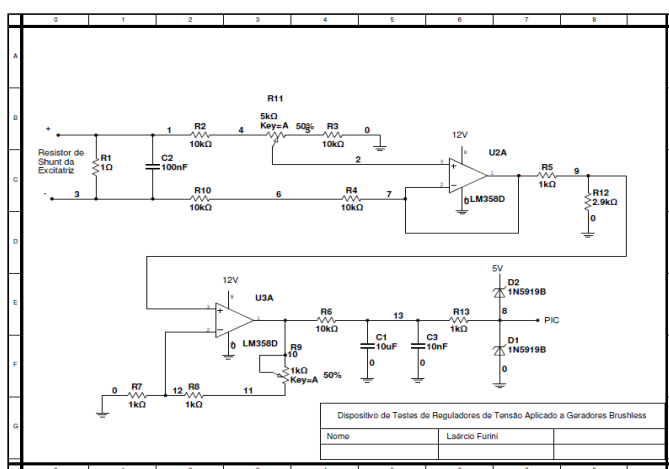 0 1 2 3 4 5 6 7 8
A
B
C
D
E
F
G
R11
5kΩ
Key=A 50%
+
1
R2
10kΩ
4
5
R3
10kΩ
0
Resistor de
Shunt da
Excitatriz
R1
1Ω
C2
100nF
2
12V
8
U2A
3
2
1
LM358D
0
R5
1kΩ
9
R12
2.9kΩ
0
-
3
R10
10kΩ
6
R4
10kΩ
7
12V
8
U3A
3
2
1
LM358D
0
R6
10kΩ
13
R13
1kΩ
5V
D2
1N5919B
8
PIC
C1
10uF
0
C3
10nF
0
D1
1N5919B
0
R9
10
1kΩ
Key=A 50%
0
R7
1kΩ
12
R8
1kΩ
11
Dispositivo de Testes de Reguladores de Tensão Aplicado a Geradores Brushless
Nome
Laércio Furini